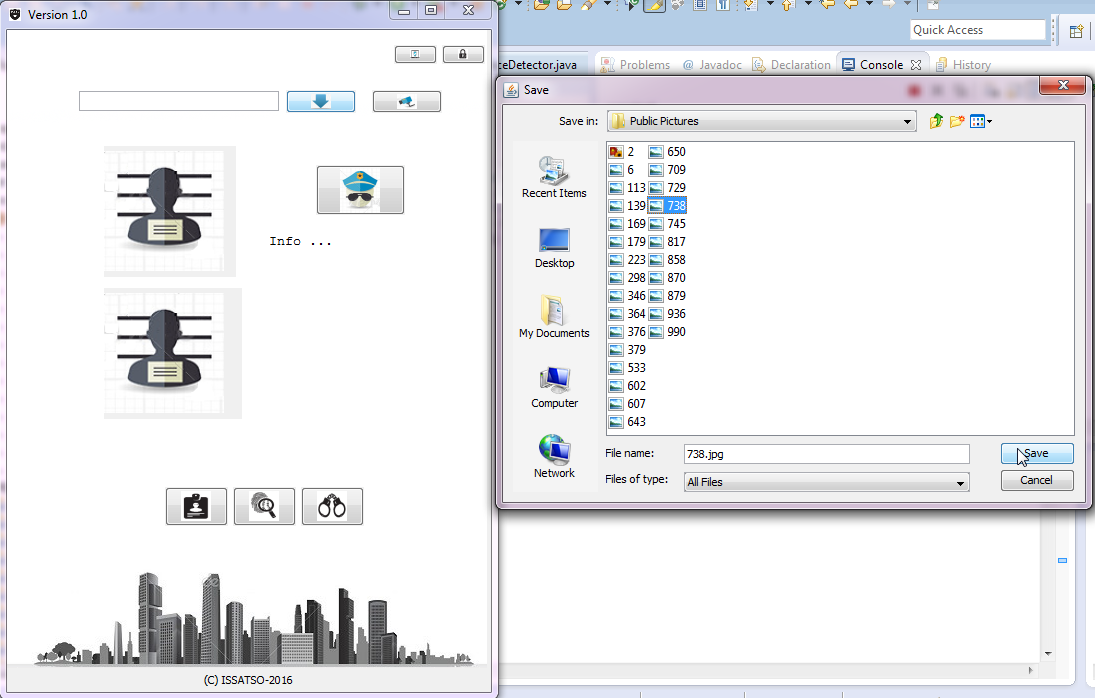 Version 1.0
Info ...
(C) ISSATSO-2016
Quick Access
ceDetector.java
Problems
@ Javadoc
Declaration
Console
History
Save
Save in:
Public Pictures
Recent Items
Desktop
My Documents
Computer
Network
2
6
113
139
169
179
223
298
346
364
376
379
533
602
607
643
650
709
729
738
745
817
858
870
879
936
990
File name:
738.jpg
Save
Files of type:
All Files
Cancel